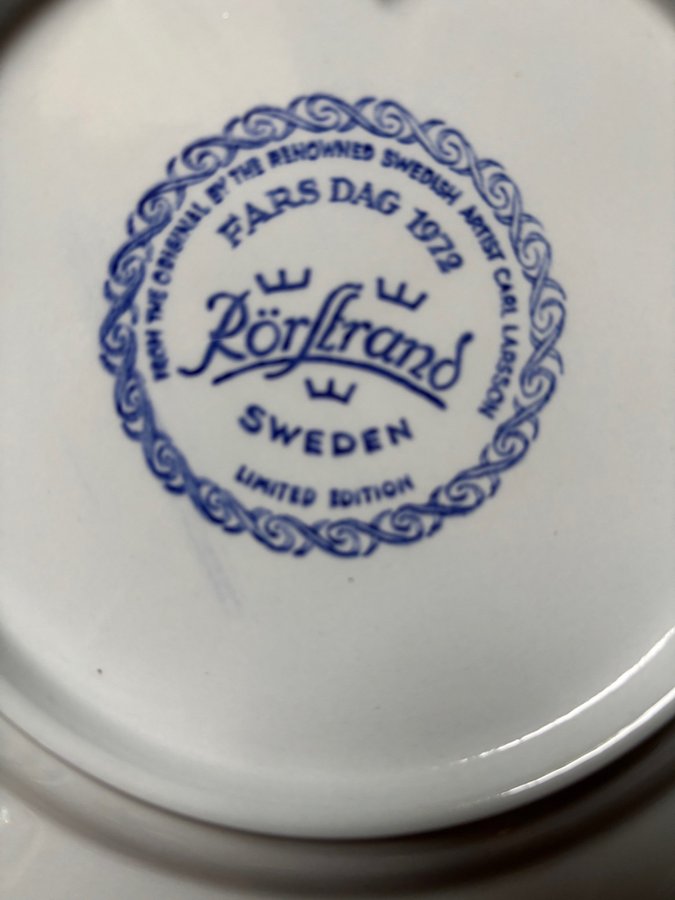 FROM THE ORIGINAL BY THE RENOWNED SWEDISH ARTIST CARL LARSSON
FARS DAG 1972
Rörstrand
SWEDEN
LIMITED EDITION